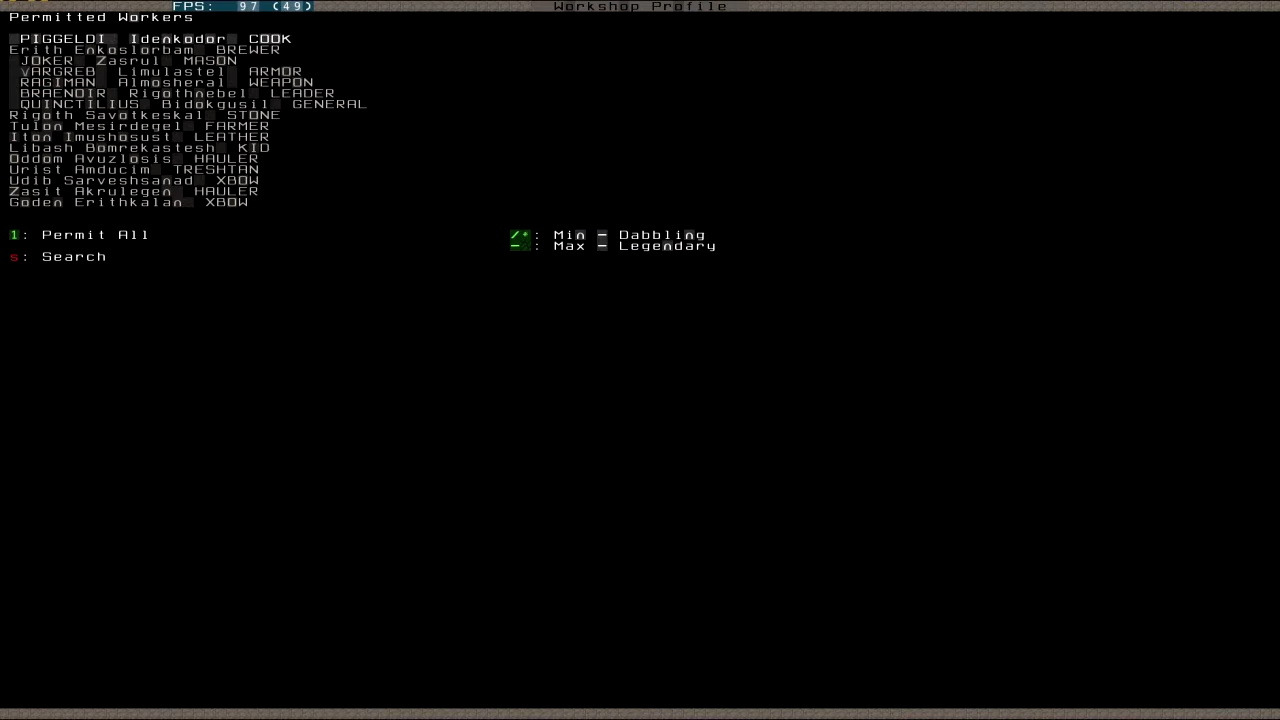 FPS: 97 (49) Workshop Profile
Permitted Workers
PIGGELDI Idenkodor COOK
Erith Enkoslorbam BREWER
JOKER Zasrul MASON
vARGREB Limulastel ARMOR
RAGIMAN Almosheral WEAPON
BRAENOIR Rigothnebel LEADER
QUINCTILIUS Bidokgusil GENERAL
Rigoth Savotkeskal STONE
Tulon Mesirdegel FARMER
Iton Imushosust LEATHER
Libash Bomrekastesh KID
Oddom Avuzlosis HAULER
Urist Amducim TRESHTAN
Udib Sarveshsanad XBOW
Zasit Akrulegen HAULER
Goden Erithkalan XBOW
1: Permit All /*: Min - Dabbling
-: Max - Legendary
s: Search